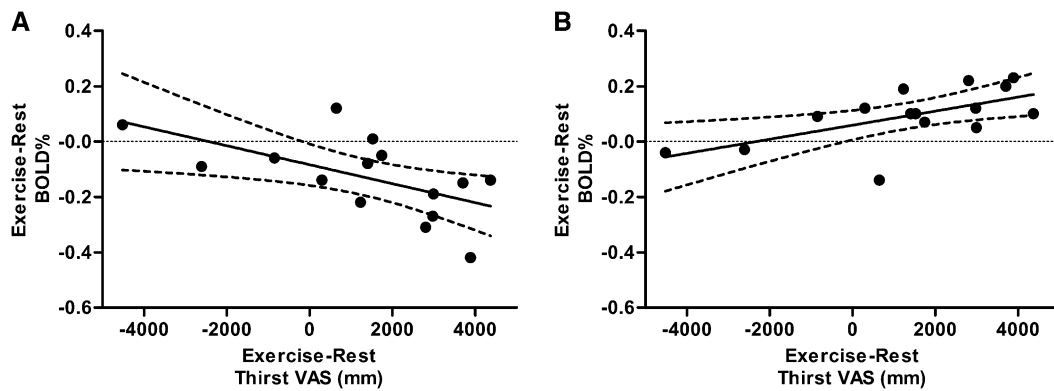 A
0.4
0.2
-0.0
-0.2
-0.4
-0.6
Exercise-Rest
BOLD%
-4000 -2000 0 2000 4000
Exercise-Rest
Thirst VAS (mm)
B
0.4
0.2
-0.0
-0.2
-0.4
-0.6
Exercise-Rest
BOLD%
-4000 -2000 0 2000 4000
Exercise-Rest
Thirst VAS (mm)